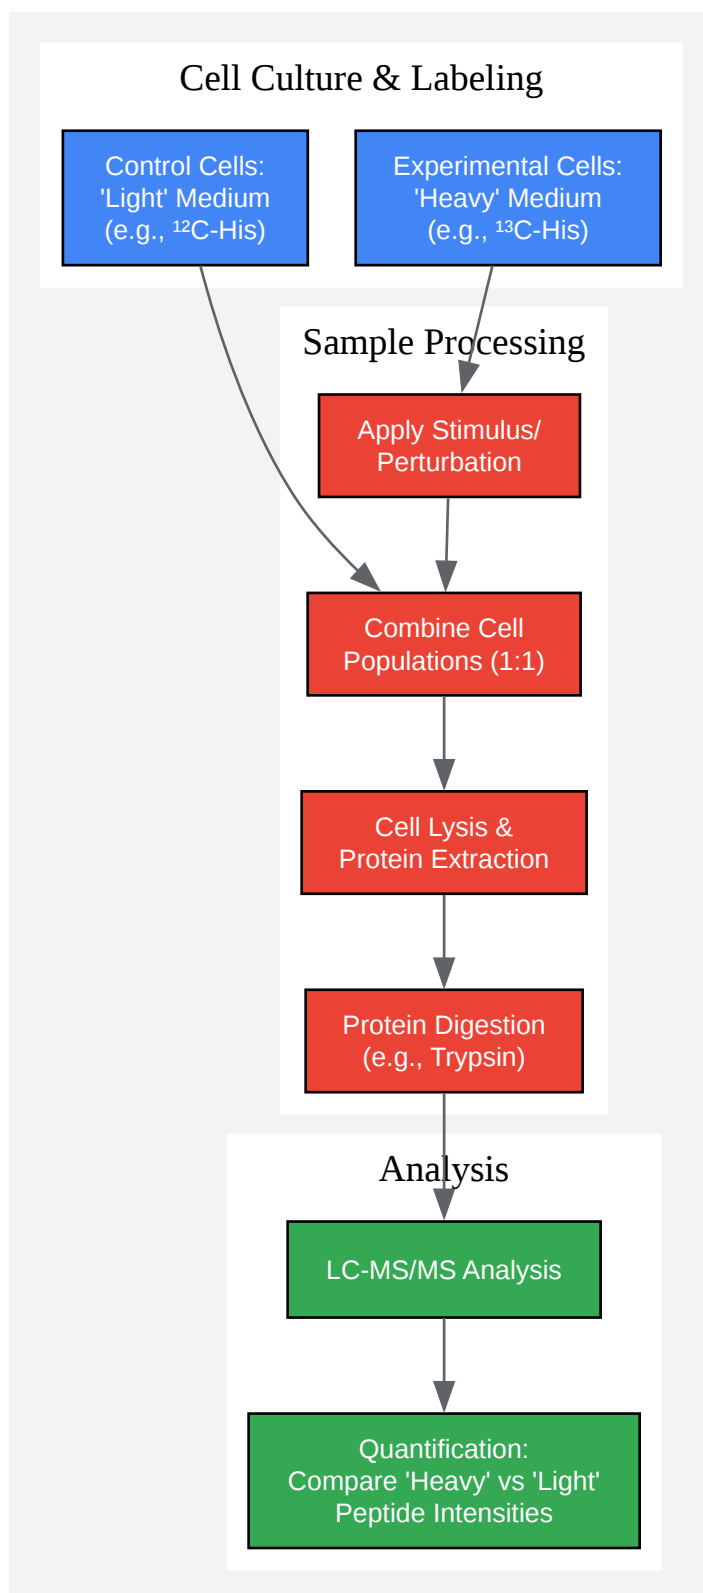 Cell Culture & Labeling
Control Cells:
'Light' Medium
(e.g., ¹²C-His)
Experimental Cells:
'Heavy' Medium
(e.g., ¹³C-His)
Sample Processing
Apply Stimulus/
Perturbation
Combine Cell
Populations (1:1)
Cell Lysis &
Protein Extraction
Protein Digestion
(e.g., Trypsin)
Analysis
LC-MS/MS Analysis
Quantification:
Compare 'Heavy' vs 'Light'
Peptide Intensities